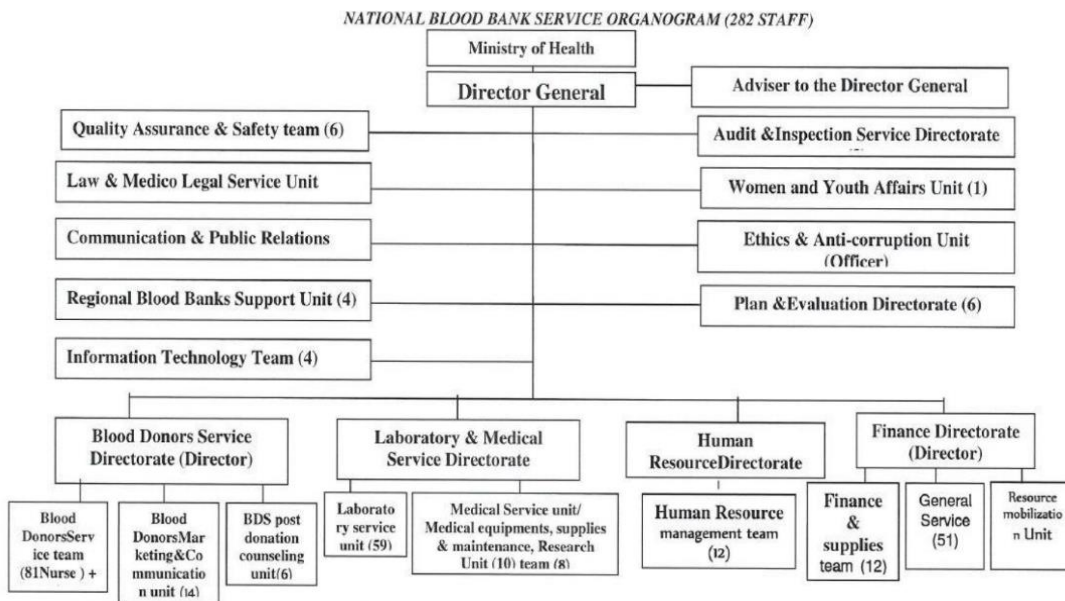 NATIONAL BLOOD BANK SERVICE ORGANOGRAM (282 STAFF)
Ministry of Health
Director General
Adviser to the Director General
Quality Assurance & Safety team (6)
Audit &Inspection Service Directorate
Law & Medico Legal Service Unit
Women and Youth Affairs Unit (1)
Communication & Public Relations
Ethics & Anti-corruption Unit
(Officer)
Regional Blood Banks Support Unit (4)
Plan &Evaluation Directorate (6)
Information Technology Team (4)
Blood Donors Service
Directorate (Director)
Laboratory & Medical
Service Directorate
Human
ResourceDirectorate
Finance Directorate
(Director)
Blood
DonorsServ
ice team
(81Nurse ) +
Blood
DonorsMar
keting&Co
mmunicatio
n unit (14)
BDS post
donation
counseling
unit(6)
Laborato
ry service
unit (59)
Medical Service unit/
Medical equipments, supplies
& maintenance, Research
Unit (10) team (8)
Human Resource
management team
(12)
Finance
&
supplies
team (12)
General
Service
(51)
Resource
mobilizatio
n Unit